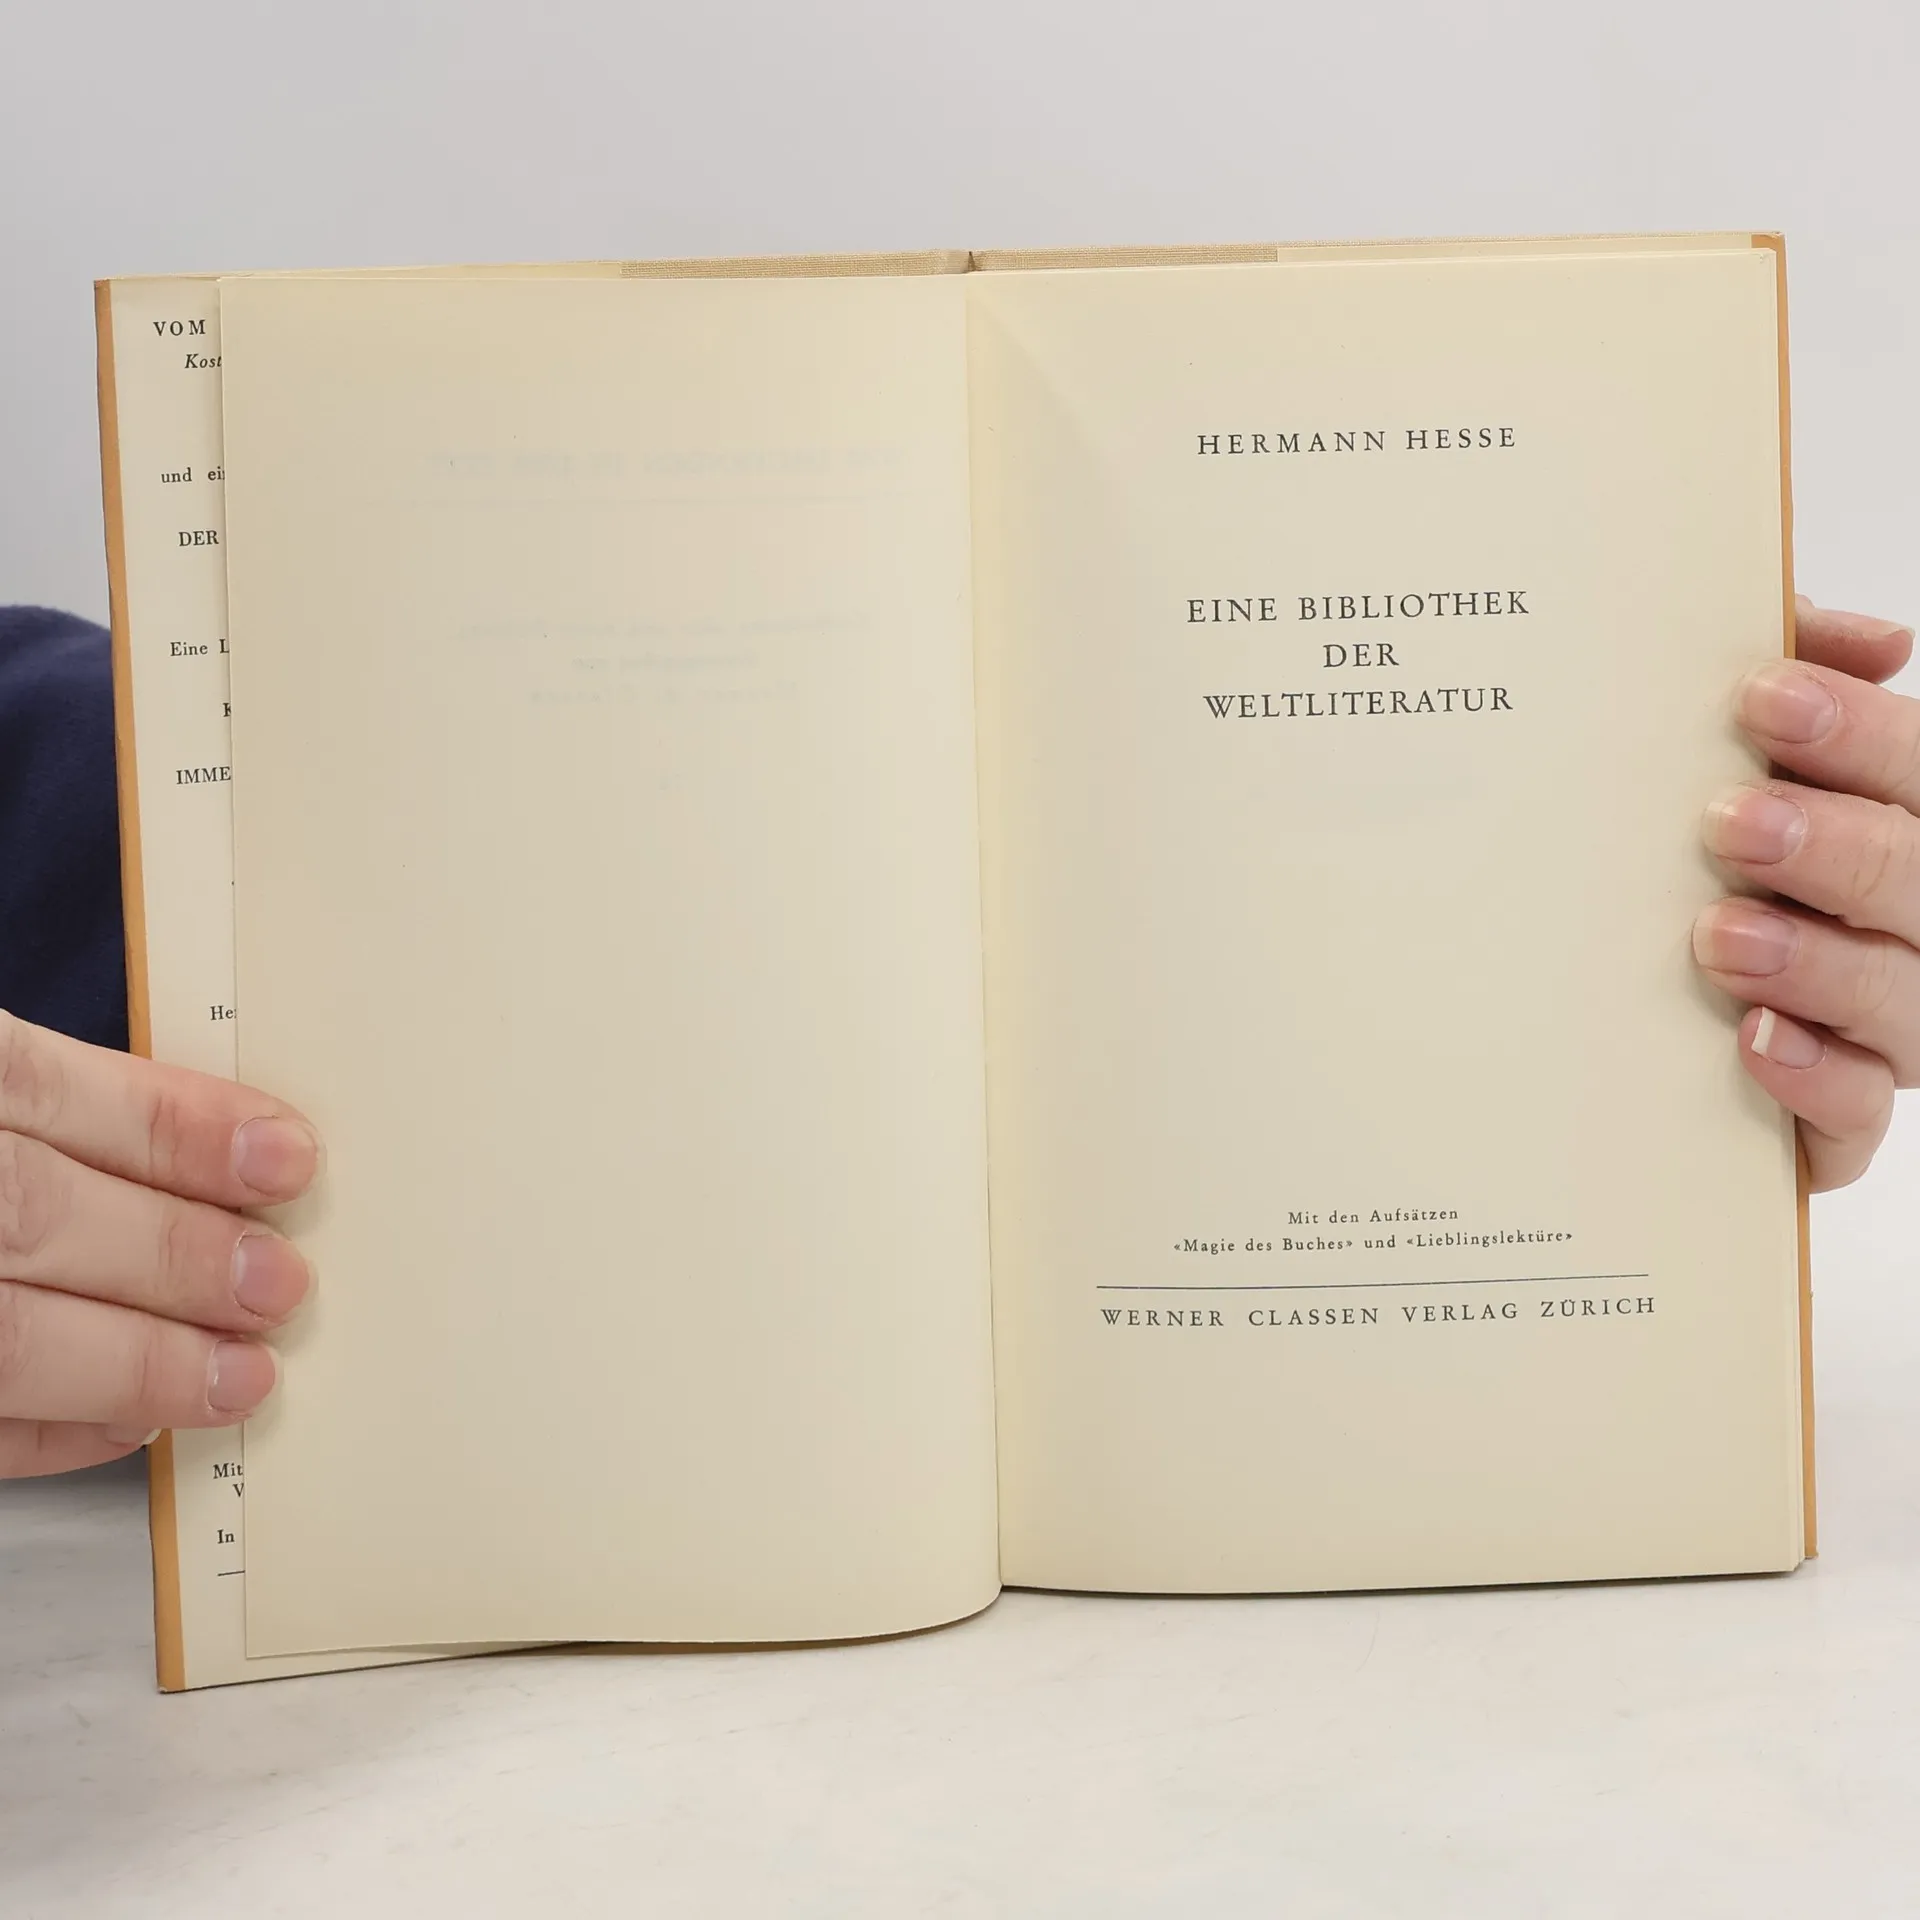 VOM
Kost
und ei
DER
Eine L
K
IMME
He
Mit
V
In
HERMANN HESSE
EINE BIBLIOTHEK
DER
WELTLITERATUR
Mit den Aufsätzen
«Magie des Buches» und «Lieblingslektüre»
WERNER CLASSEN VERLAG ZÜRICH